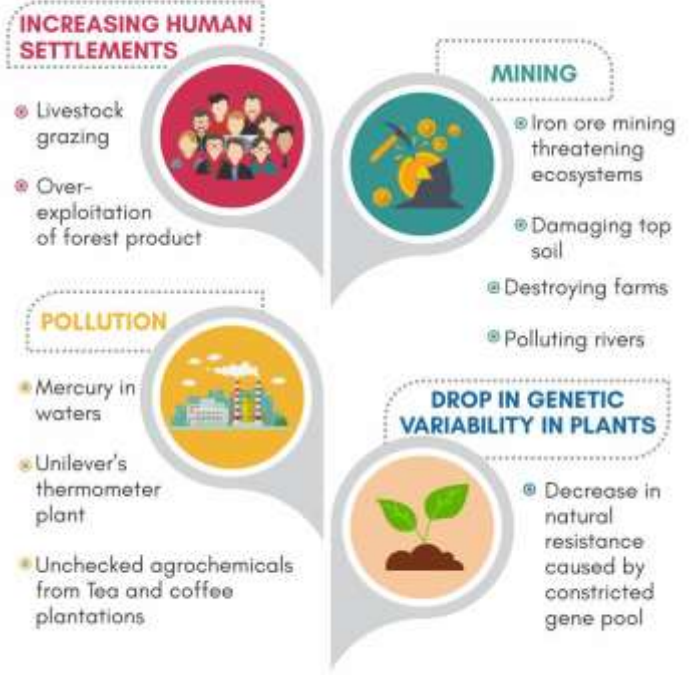 INCREASING HUMAN
SETTLEMENTS
Livestock
grazing
Over-
exploitation
of forest product
MINING
Iron ore mining
threatening
ecosystems
Damaging top
soil
Destroying farms
Polluting rivers
POLLUTION
Mercury in
waters
Unilever's
thermometer
plant
Unchecked agrochemicals
from Tea and coffee
plantations
DROP IN GENETIC
VARIABILITY IN PLANTS
Decrease in
natural
resistance
caused by
constricted
gene pool